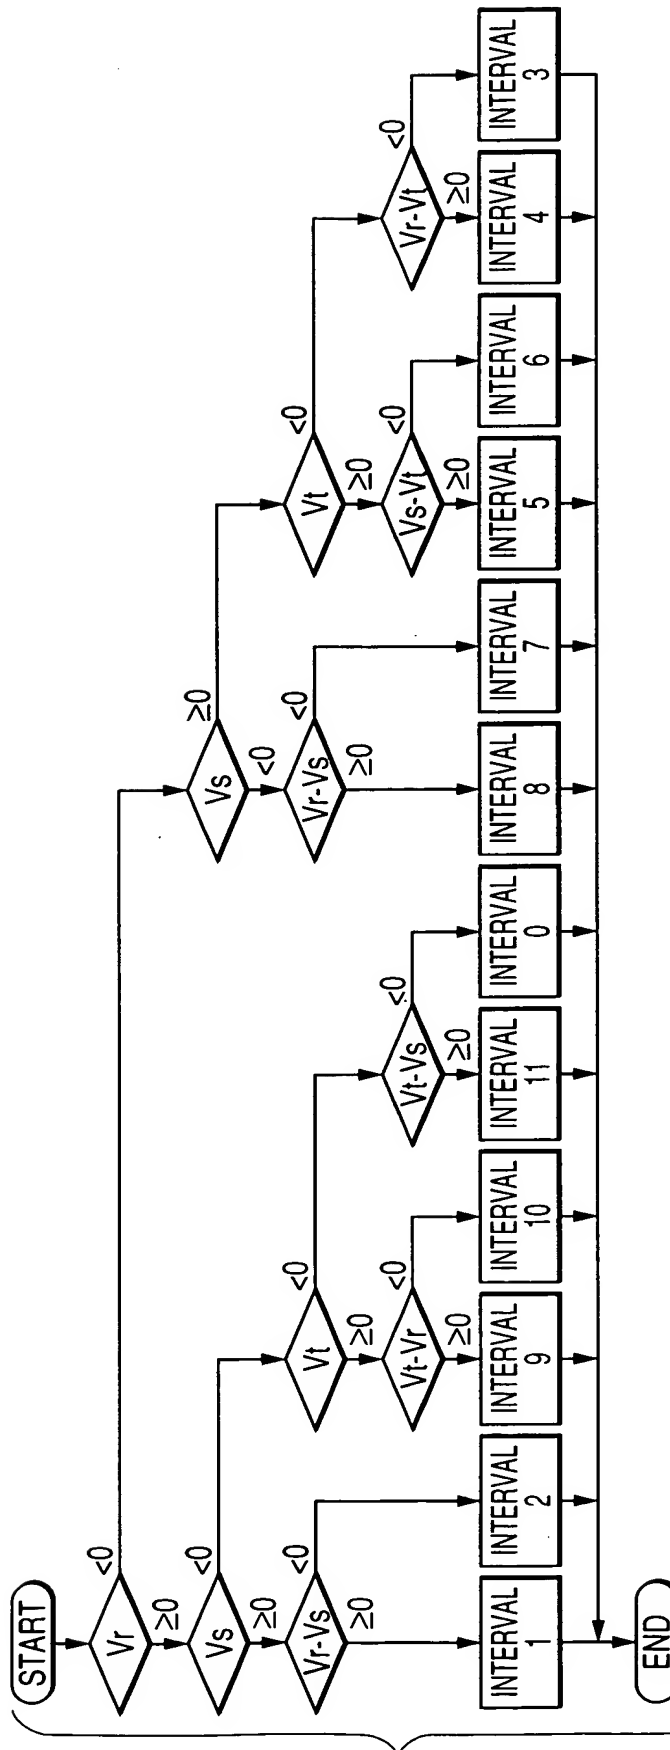 START
Vr
<0
≥0
Vs
<0
≥0
Vr-Vs
<0
≥0
Vt
<0
≥0
Vt-Vr
<0
≥0
Vt-Vs
<0
≥0
Vs
≥0
<0
Vr-Vs
<0
≥0
Vt
<0
≥0
Vs-Vt
<0
≥0
Vr-Vt
<0
≥0
INTERVAL
1
INTERVAL
2
INTERVAL
9
INTERVAL
10
INTERVAL
11
INTERVAL
0
INTERVAL
8
INTERVAL
7
INTERVAL
5
INTERVAL
6
INTERVAL
4
INTERVAL
3
END